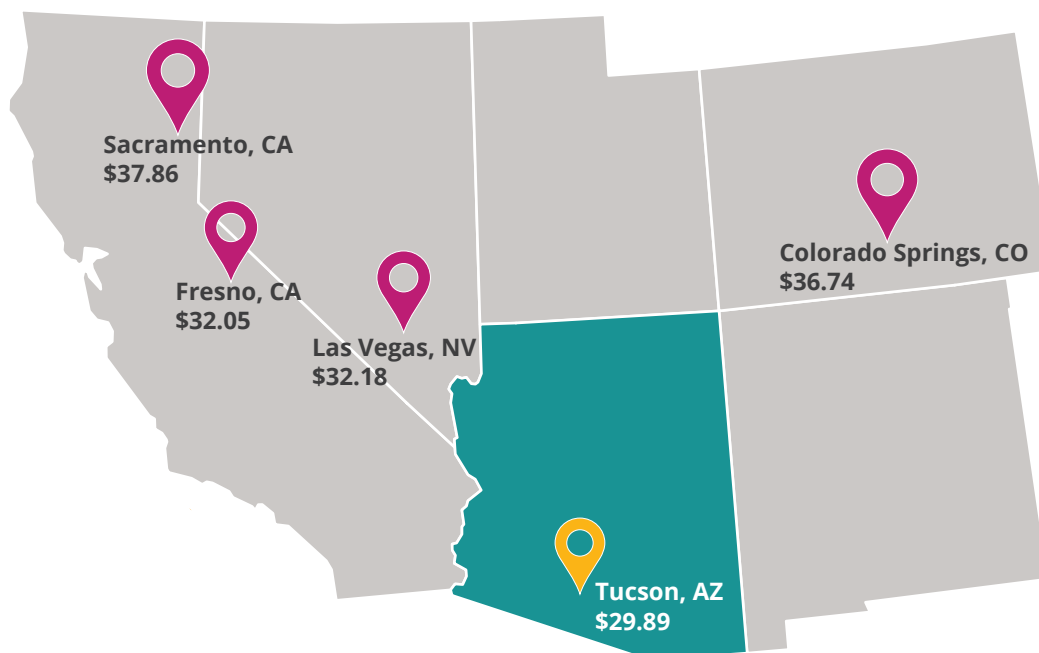 Sacramento, CA
$37.86
Colorado Springs, CO
$36.74
Fresno, CA
$32.05
Las Vegas, NV
$32.18
Tucson, AZ
$29.89